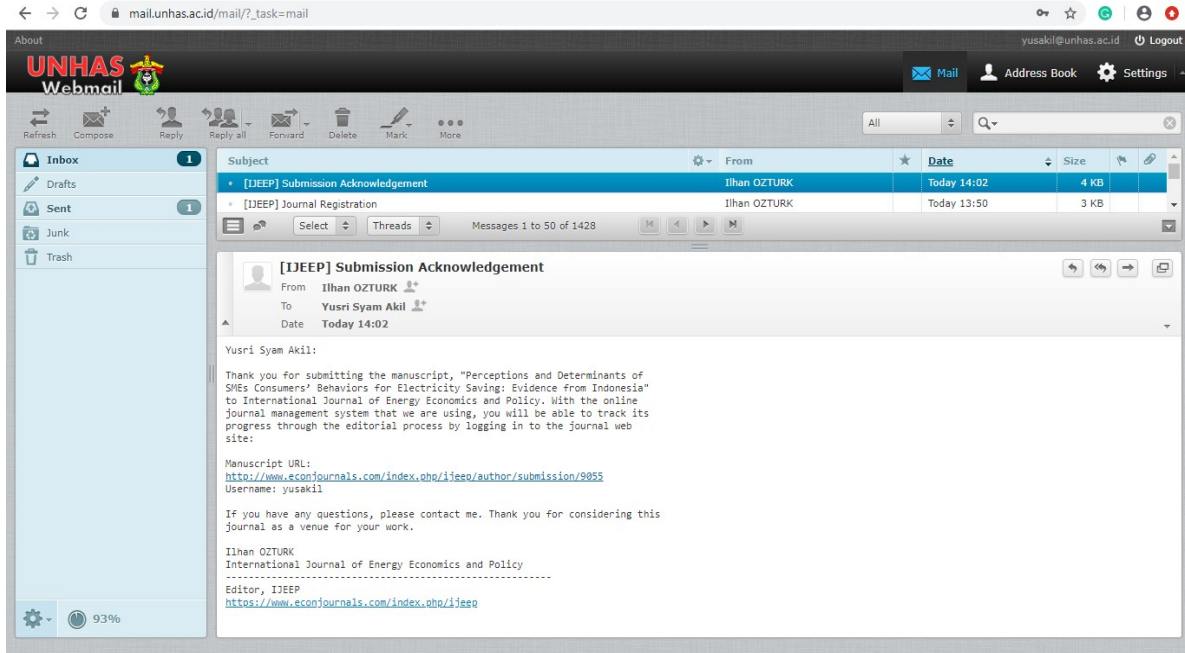 mail.unhas.ac.id/mail/?_task=mail
About
yusakil@unhas.ac.id Logout
UNHAS
Webmail
Mail Address Book Settings
Refresh Compose Reply Reply all Forward Delete Mark More
All
Inbox 1
Drafts
Sent 1
Junk
Trash
Subject From Date Size
[IJEEP] Submission Acknowledgement Ilhan OZTURK Today 14:02 4 KB
[IJEEP] Journal Registration Ilhan OZTURK Today 13:50 3 KB
Select Threads Messages 1 to 50 of 1428
[IJEEP] Submission Acknowledgement
From Ilhan OZTURK
To Yusri Syam Akil
Date Today 14:02
Yusri Syam Akil:
Thank you for submitting the manuscript, "Perceptions and Determinants of
SMEs Consumers’ Behaviors for Electricity Saving: Evidence from Indonesia"
to International Journal of Energy Economics and Policy. With the online
journal management system that we are using, you will be able to track its
progress through the editorial process by logging in to the journal web
site:
Manuscript URL:
http://www.econjournals.com/index.php/ijeep/author/submission/9055
Username: yusakil
If you have any questions, please contact me. Thank you for considering this
journal as a venue for your work.
Ilhan OZTURK
International Journal of Energy Economics and Policy
------------------------------------------------------------
Editor, IJEEP
https://www.econjournals.com/index.php/ijeep
93%